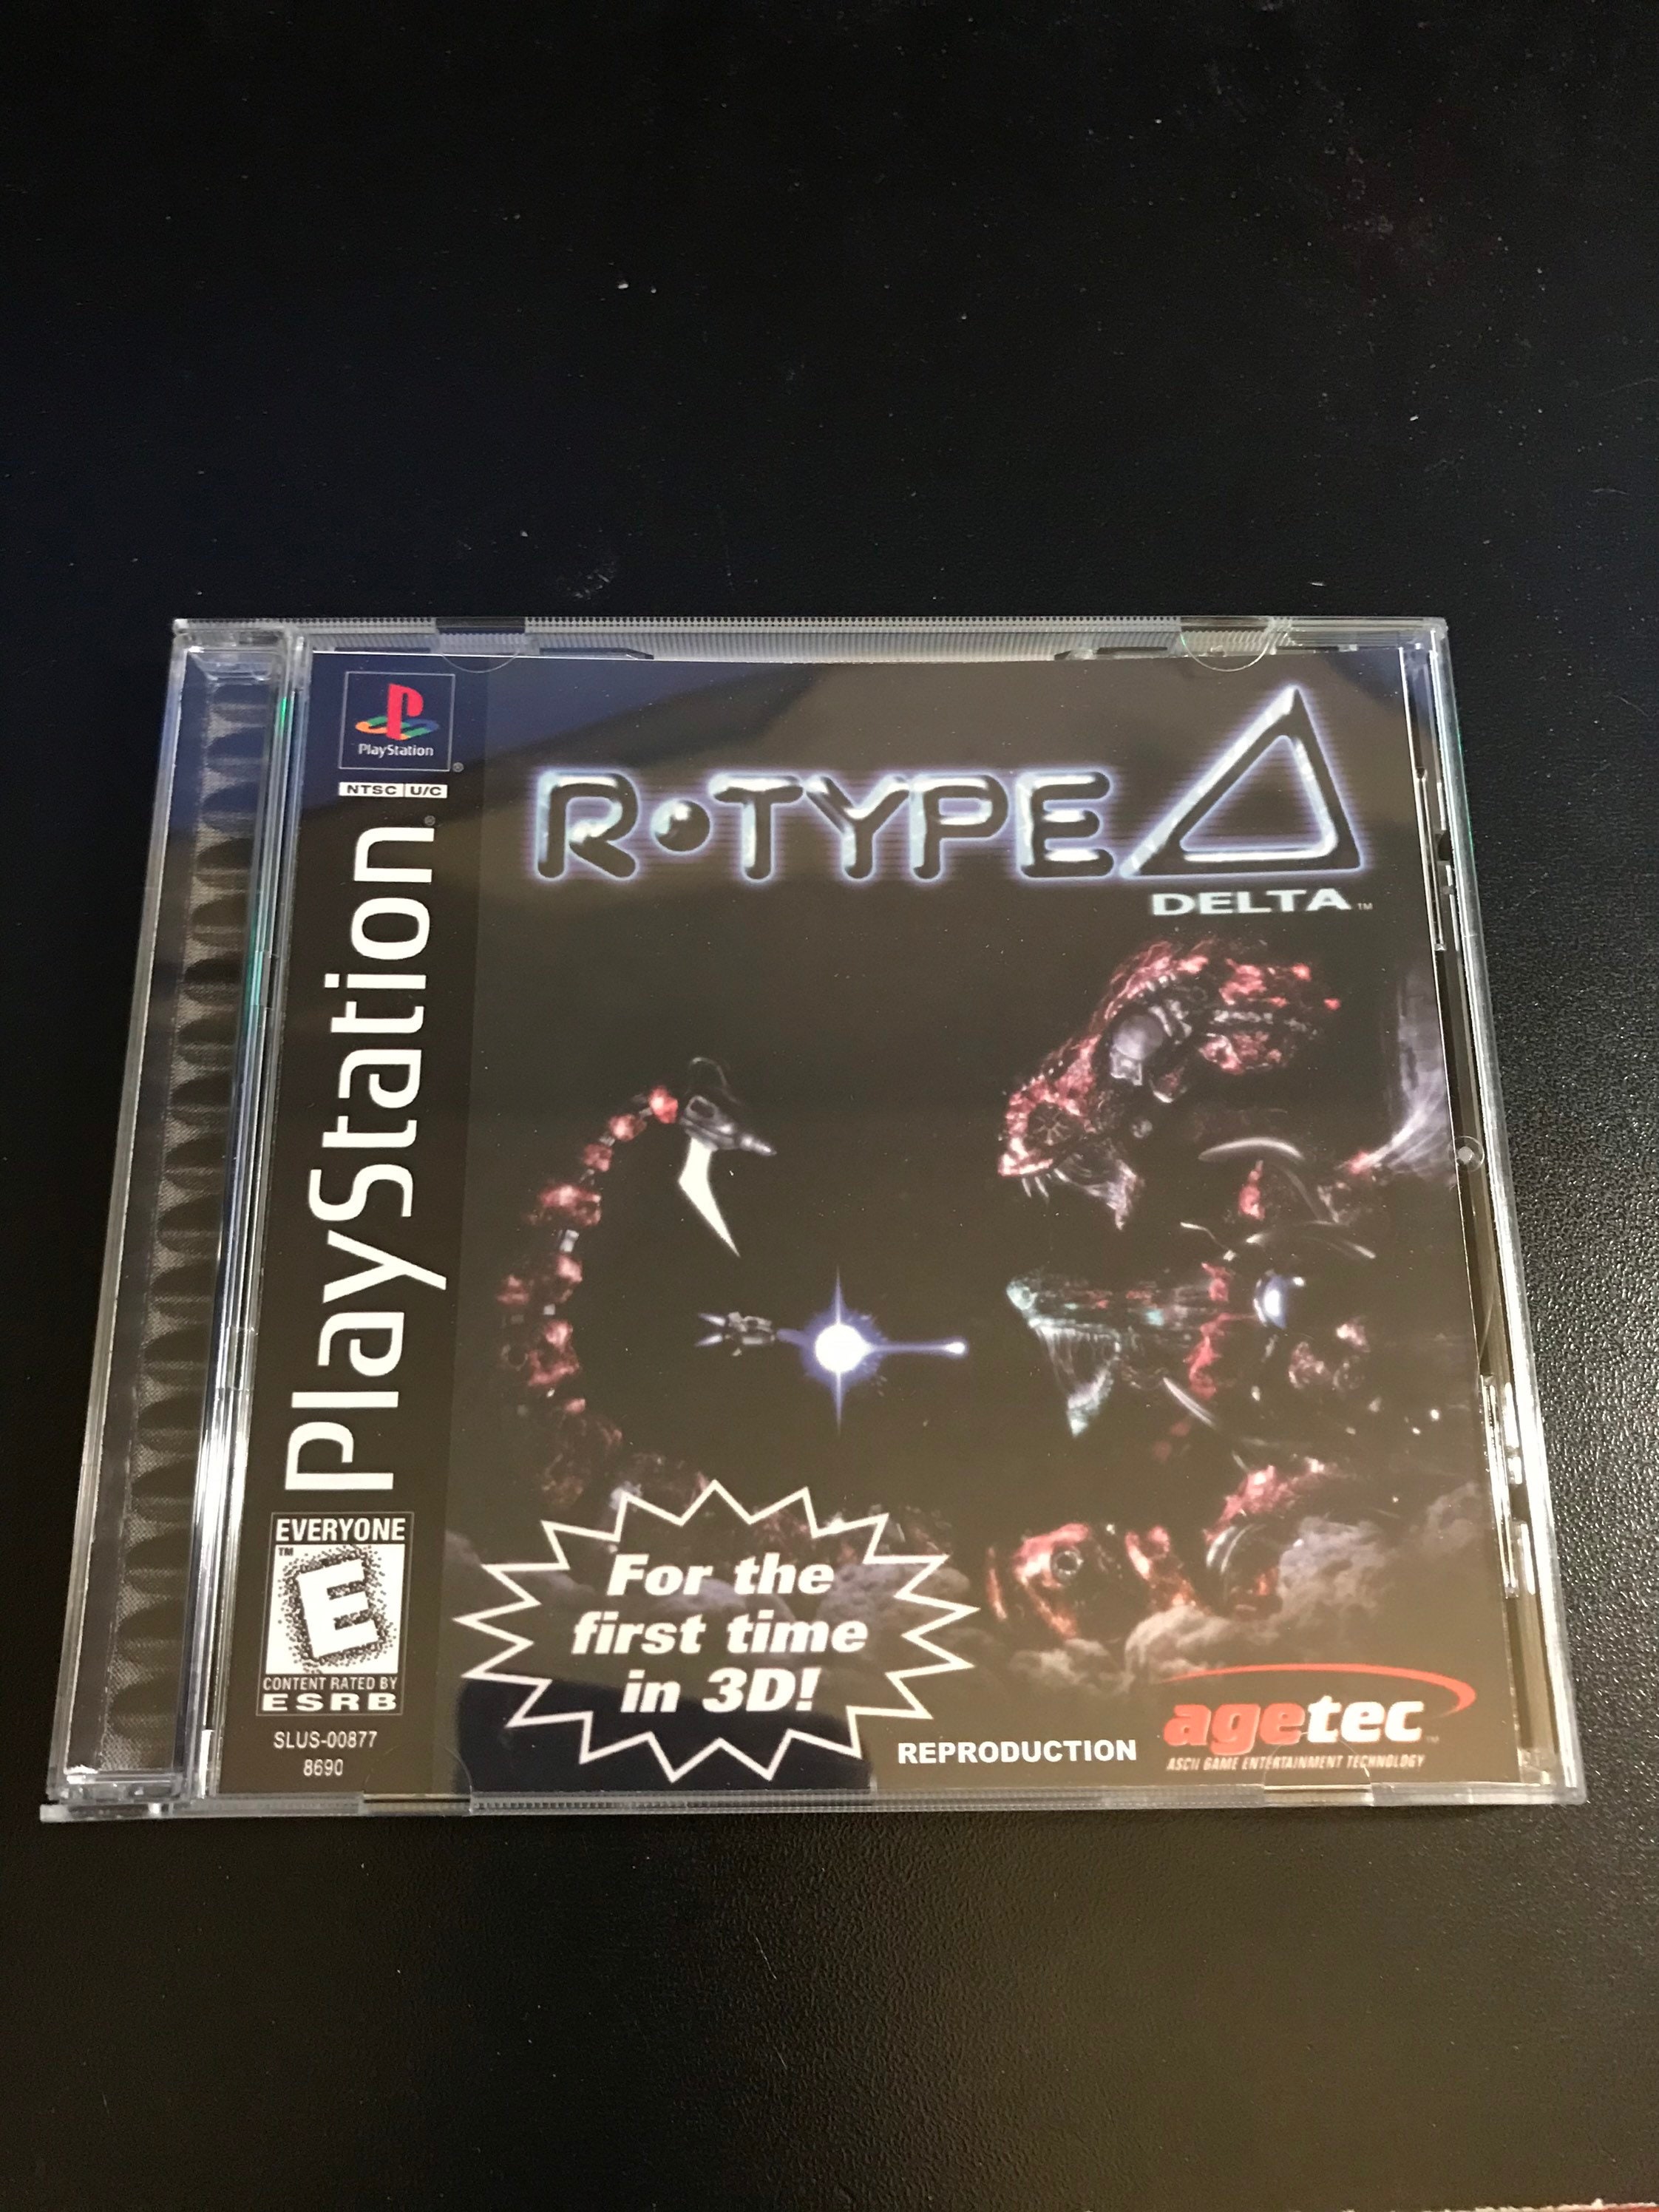 PlayStation
NTSC U/C
PlayStation
R•TYPE Δ
DELTA™
For the
first time
in 3D!
EVERYONE
E
CONTENT RATED BY
ESRB
SLUS-00877
8690
REPRODUCTION
agetec
ASCII GAME ENTERTAINMENT TECHNOLOGY